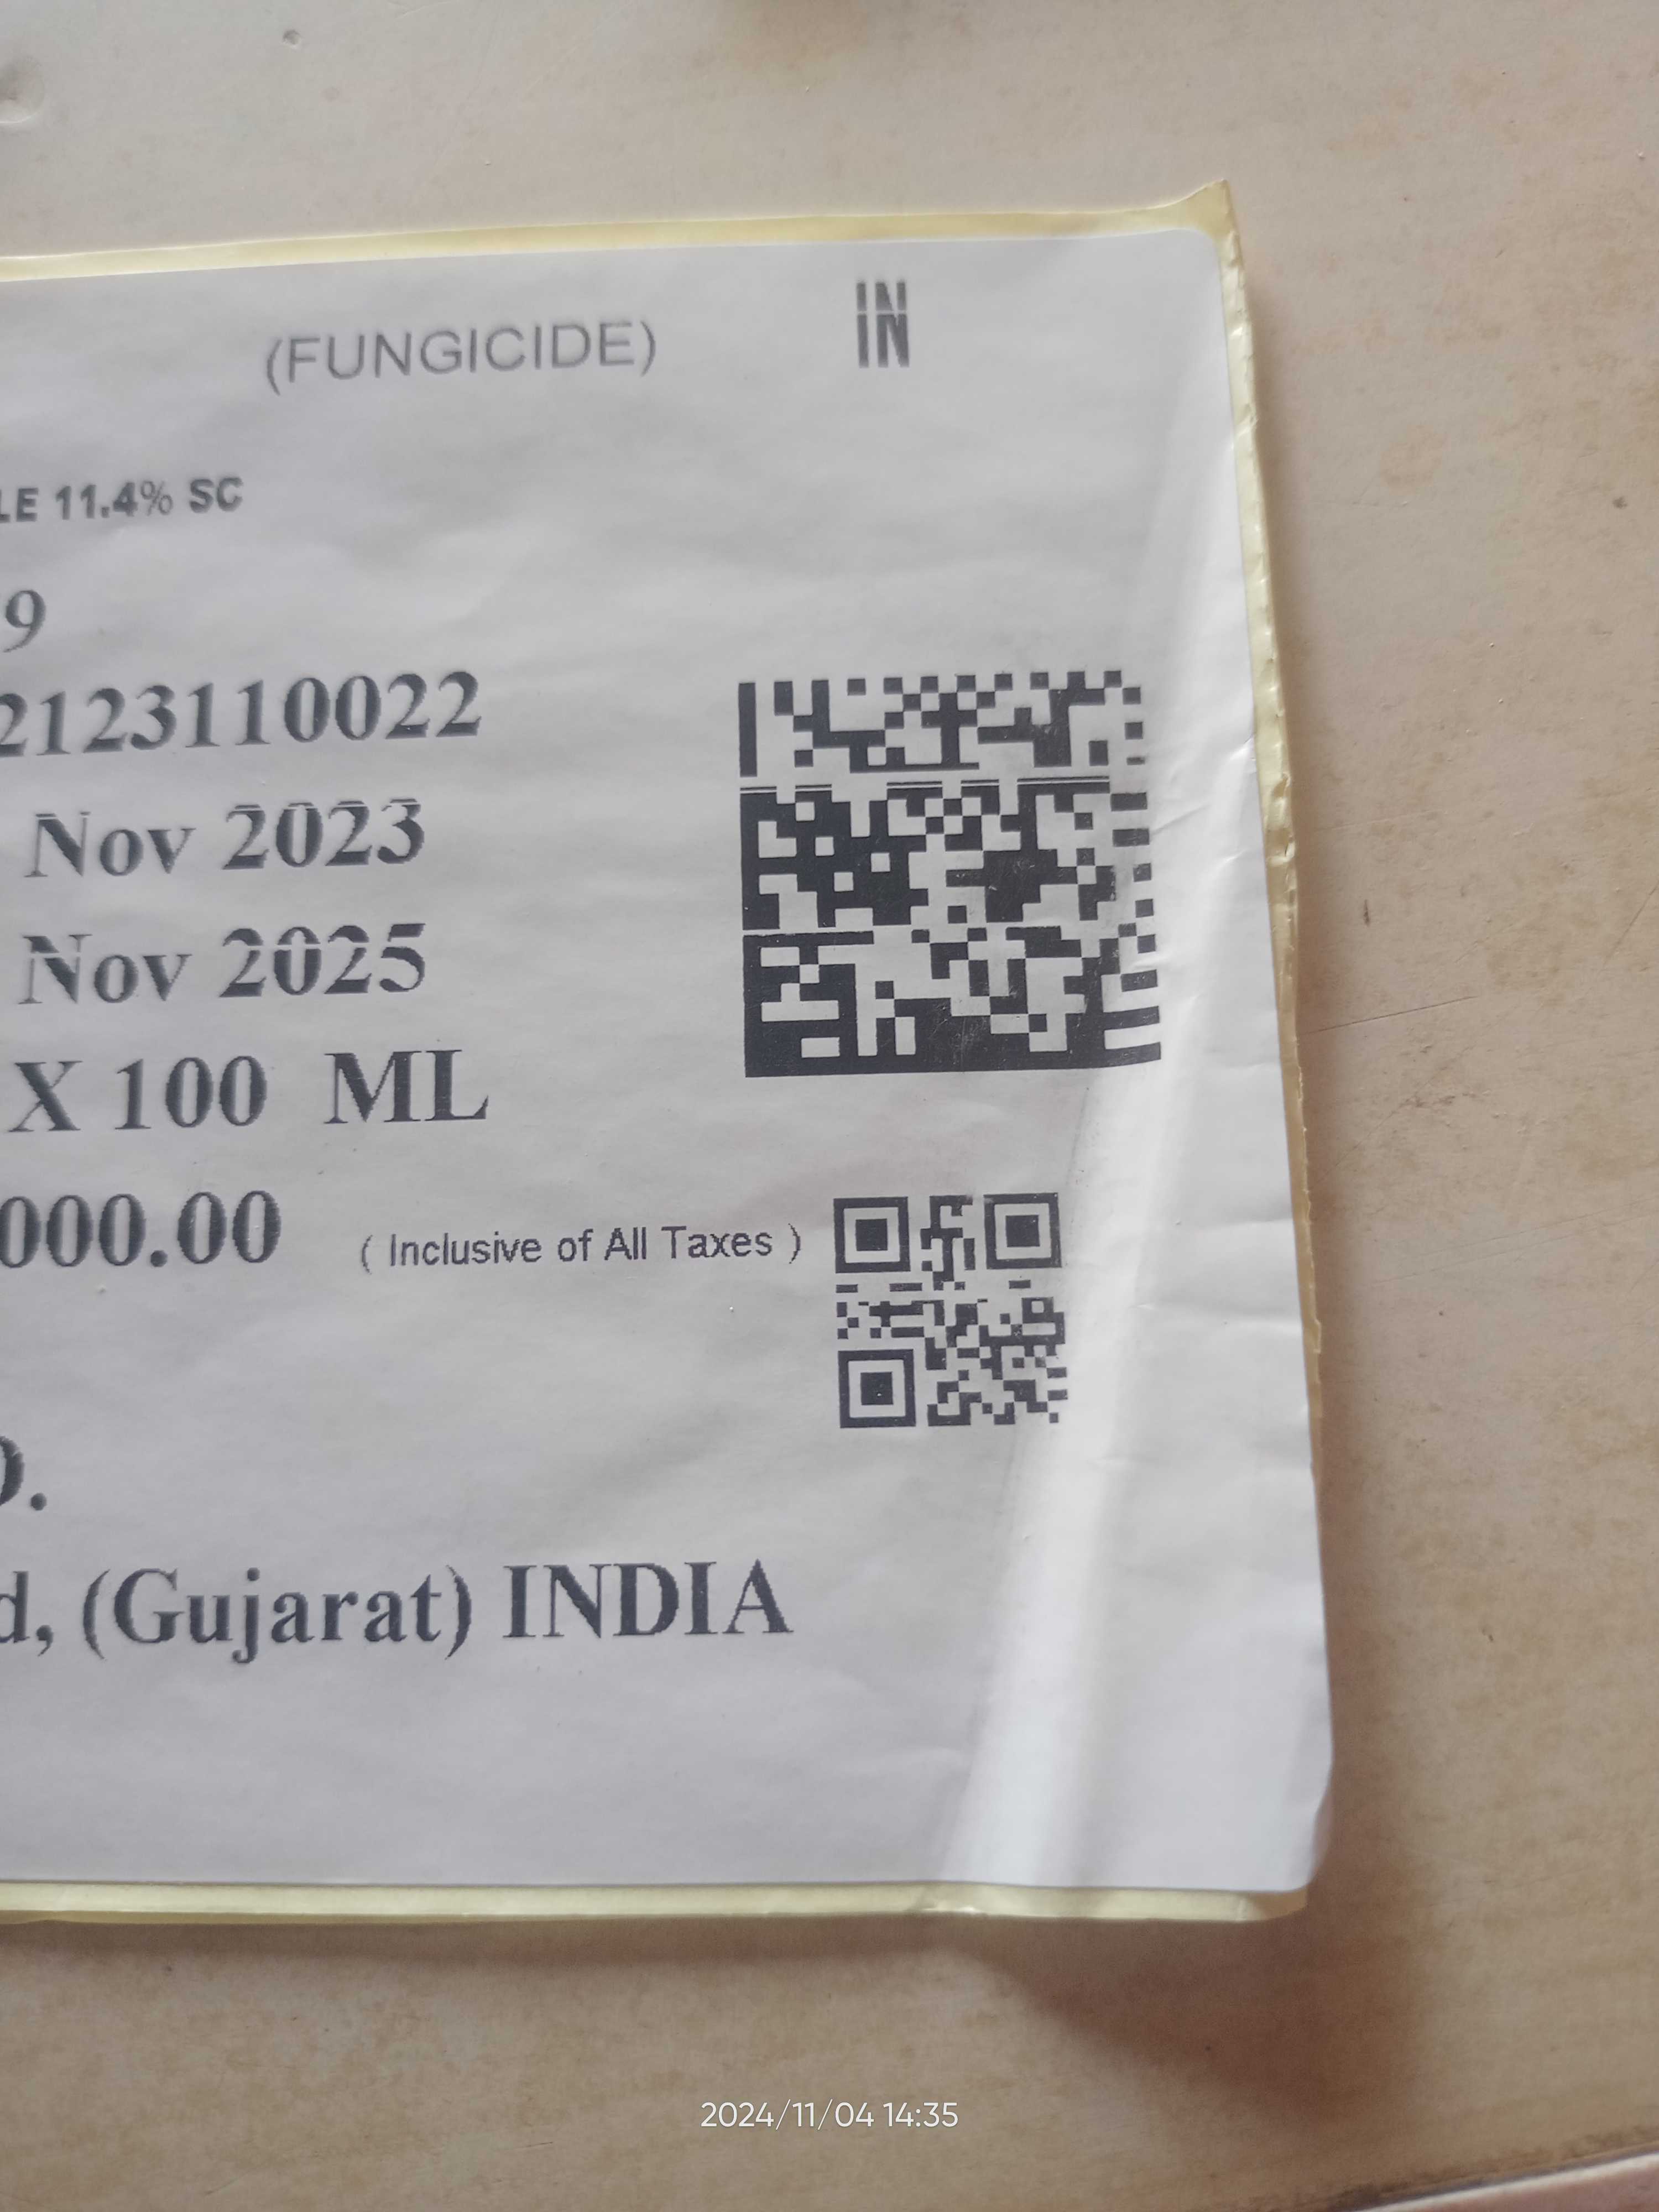 (FUNGICIDE) IN
LE 11.4% SC
9
2123110022
Nov 2023
Nov 2025
X 100 ML
000.00 ( Inclusive of All Taxes )
D.
d, (Gujarat) INDIA
2024/11/04 14:35